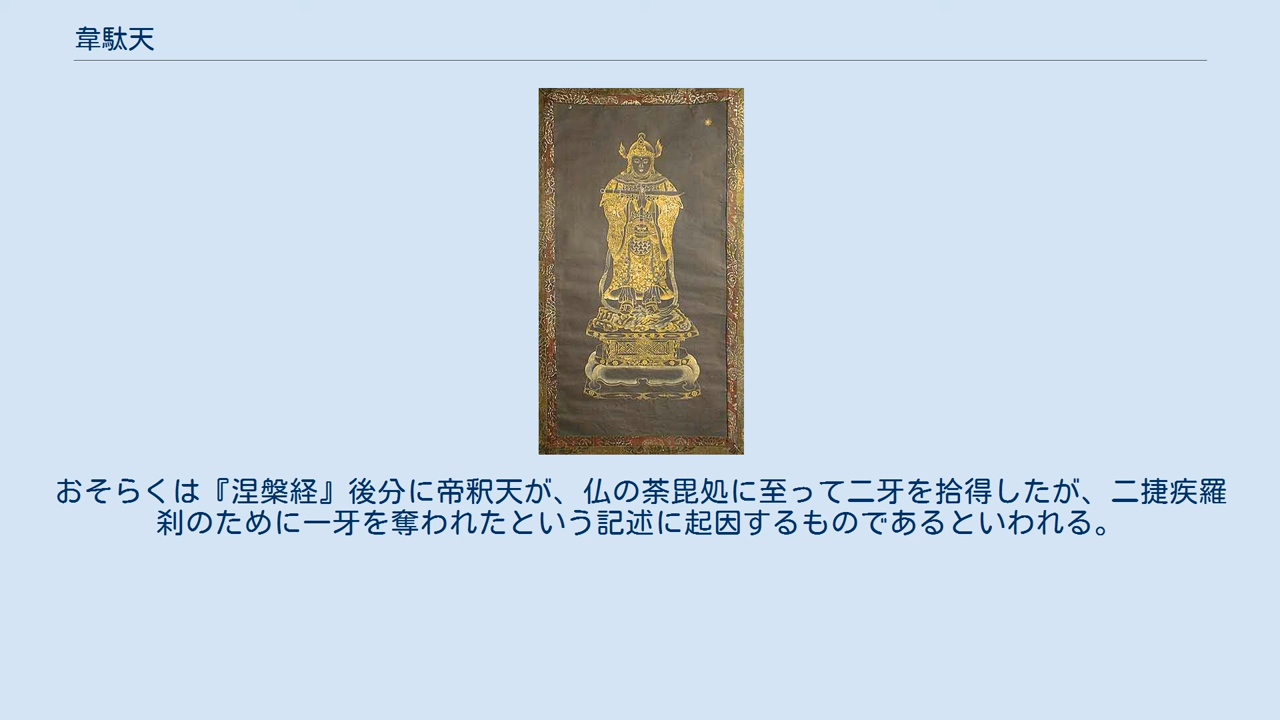 韋駄天
おそらくは『涅槃経』後分に帝釈天が、仏の荼毘処に至って二牙を拾得したが、二捷疾羅
刹のために一牙を奪われたという記述に起因するものであるといわれる。